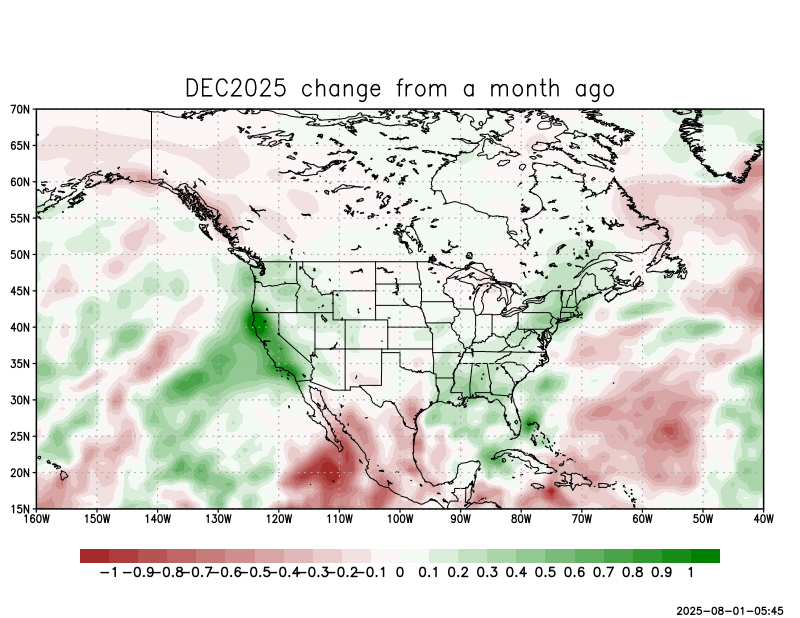 DEC2025 change from a month ago
70N
65N
60N
55N
50N
45N
40N
35N
30N
25N
20N
15N
160W 150W 140W 130W 120W 110W 100W 90W 80W 70W 60W 50W 40W
-1 -0.9 -0.8 -0.7 -0.6 -0.5 -0.4 -0.3 -0.2 -0.1 0 0.1 0.2 0.3 0.4 0.5 0.6 0.7 0.8 0.9 1
2025-08-01-05:45